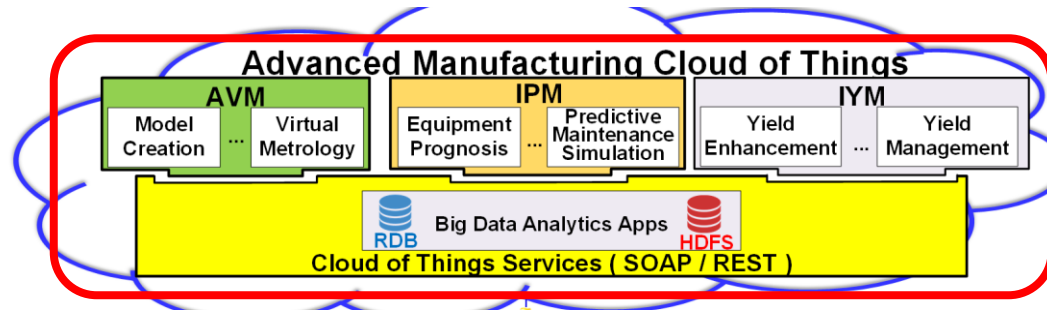 Advanced Manufacturing Cloud of Things
AVM
Model
Creation
...
Virtual
Metrology
IPM
Equipment
Prognosis
...
Predictive
Maintenance
Simulation
IYM
Yield
Enhancement
...
Yield
Management
RDB
Big Data Analytics Apps
HDFS
Cloud of Things Services ( SOAP / REST )